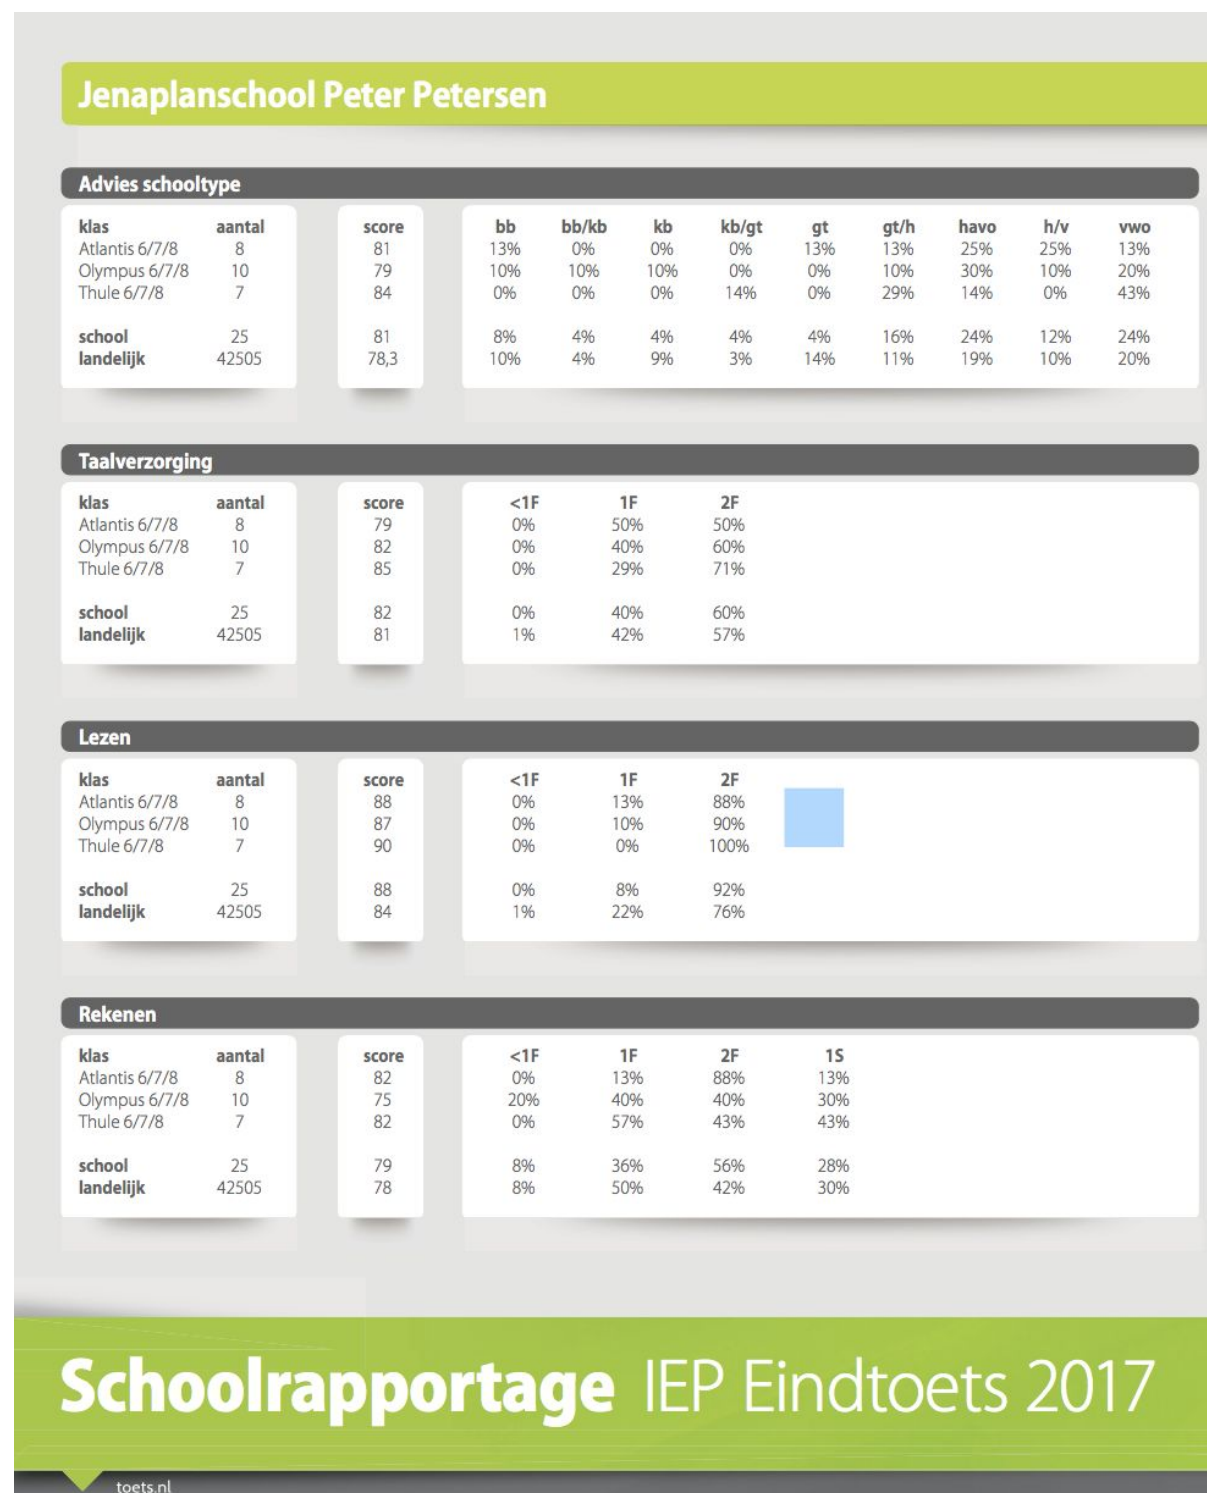 Jenaplanschool Peter Petersen
Advies schooltype
klas aantal score bb bb/kb kb kb/gt gt gt/h havo h/v vwo
Atlantis 6/7/8 8 81 13% 0% 0% 0% 13% 13% 25% 25% 13%
Olympus 6/7/8 10 79 10% 10% 10% 0% 0% 10% 30% 10% 20%
Thule 6/7/8 7 84 0% 0% 0% 14% 0% 29% 14% 0% 43%
school 25 81 8% 4% 4% 4% 4% 16% 24% 12% 24%
landelijk 42505 78,3 10% 4% 9% 3% 14% 11% 19% 10% 20%
Taalverzorging
klas aantal score <1F 1F 2F
Atlantis 6/7/8 8 79 0% 50% 50%
Olympus 6/7/8 10 82 0% 40% 60%
Thule 6/7/8 7 85 0% 29% 71%
school 25 82 0% 40% 60%
landelijk 42505 81 1% 42% 57%
Lezen
klas aantal score <1F 1F 2F
Atlantis 6/7/8 8 88 0% 13% 88%
Olympus 6/7/8 10 87 0% 10% 90%
Thule 6/7/8 7 90 0% 0% 100%
school 25 88 0% 8% 92%
landelijk 42505 84 1% 22% 76%
Rekenen
klas aantal score <1F 1F 2F 1S
Atlantis 6/7/8 8 82 0% 13% 88% 13%
Olympus 6/7/8 10 75 20% 40% 40% 30%
Thule 6/7/8 7 82 0% 57% 43% 43%
school 25 79 8% 36% 56% 28%
landelijk 42505 78 8% 50% 42% 30%
Schoolrapportage IEP Eindtoets 2017
toets.nl